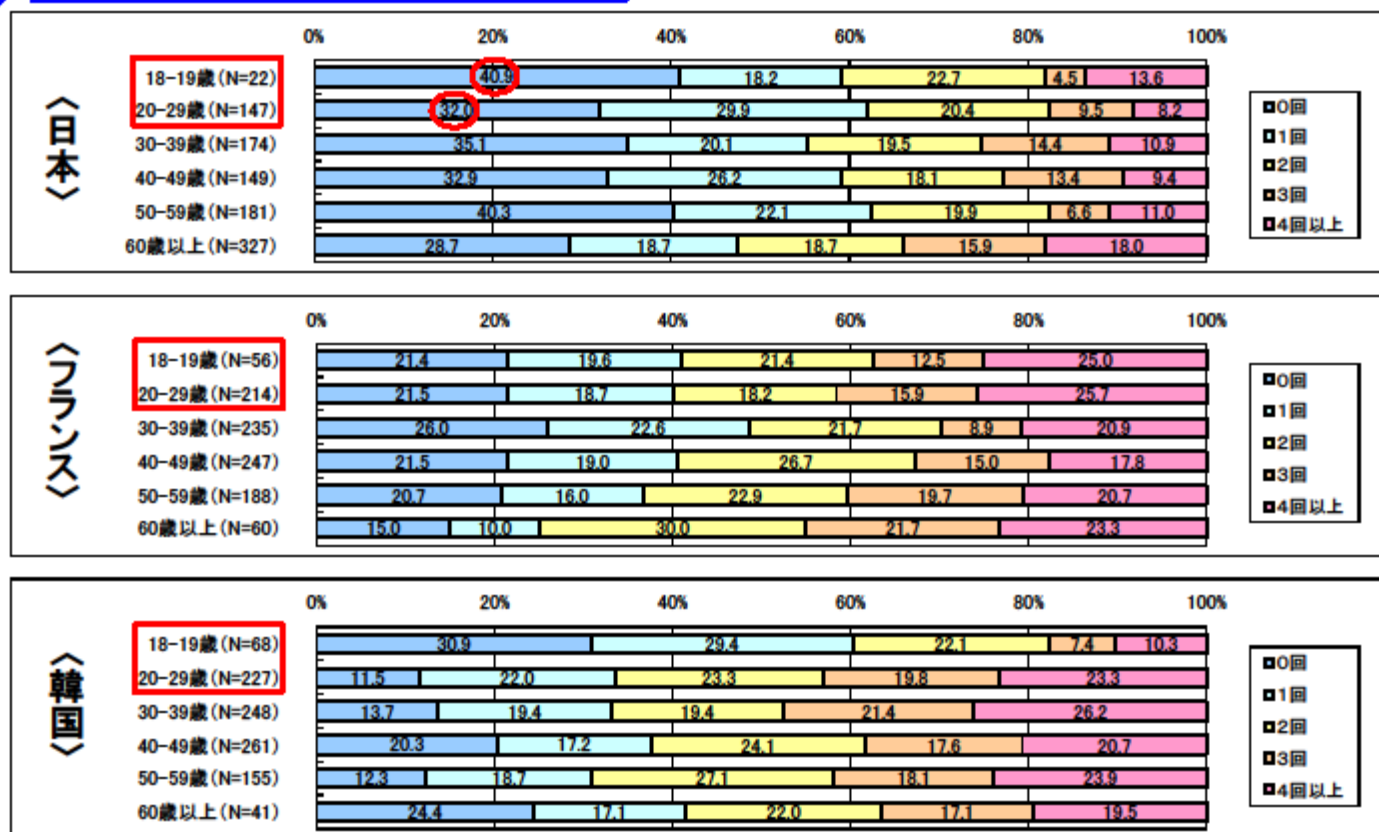 〈日本〉
0% 20% 40% 60% 80% 100%
18-19歳(N=22) 40.9 18.2 22.7 4.5 13.6
20-29歳(N=147) 32.0 29.9 20.4 9.5 8.2
30-39歳(N=174) 35.1 20.1 19.5 14.4 10.9
40-49歳(N=149) 32.9 26.2 18.1 13.4 9.4
50-59歳(N=181) 40.3 22.1 19.9 6.6 11.0
60歳以上(N=327) 28.7 18.7 18.7 15.9 18.0
0回
1回
2回
3回
4回以上
〈フランス〉
0% 20% 40% 60% 80% 100%
18-19歳(N=56) 21.4 19.6 21.4 12.5 25.0
20-29歳(N=214) 21.5 18.7 18.2 15.9 25.7
30-39歳(N=235) 26.0 22.6 21.7 8.9 20.9
40-49歳(N=247) 21.5 19.0 26.7 15.0 17.8
50-59歳(N=188) 20.7 16.0 22.9 19.7 20.7
60歳以上(N=60) 15.0 10.0 30.0 21.7 23.3
0回
1回
2回
3回
4回以上
〈韓国〉
0% 20% 40% 60% 80% 100%
18-19歳(N=68) 30.9 29.4 22.1 7.4 10.3
20-29歳(N=227) 11.5 22.0 23.3 19.8 23.3
30-39歳(N=248) 13.7 19.4 19.4 21.4 26.2
40-49歳(N=261) 20.3 17.2 24.1 17.6 20.7
50-59歳(N=155) 12.3 18.7 27.1 18.1 23.9
60歳以上(N=41) 24.4 17.1 22.0 17.1 19.5
0回
1回
2回
3回
4回以上